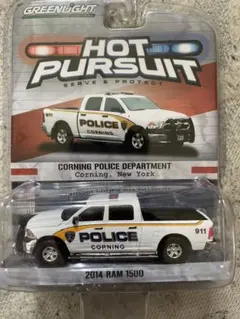 GREENLIGHT
HOT
PURSUIT
SERVE & PROTECT
POLICE
CORNING
CORNING POLICE DEPARTMENT
Corning, New York
911
POLICE
CORNING
2014 RAM 1500